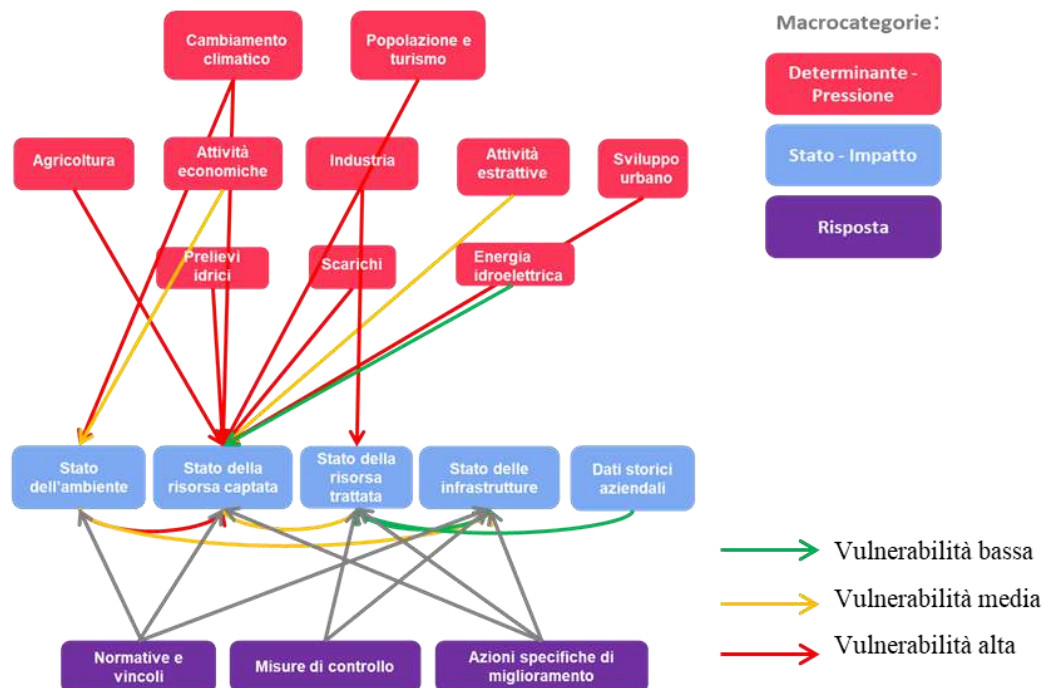 Cambiamento
climatico
Popolazione e
turismo
Macrocategorie:
Determinante -
Pressione
Stato - Impatto
Risposta
Agricoltura
Attività
economiche
Industria
Attività
estrattive
Sviluppo
urbano
Prelievi
idrici
Scarichi
Energia
idroelettrica
Stato
dell'ambiente
Stato della
risorsa captata
Stato della
risorsa
trattata
Stato delle
infrastrutture
Dati storici
aziendali
Vulnerabilità bassa
Vulnerabilità media
Vulnerabilità alta
Normative e
vincoli
Misure di controllo
Azioni specifiche di
miglioramento